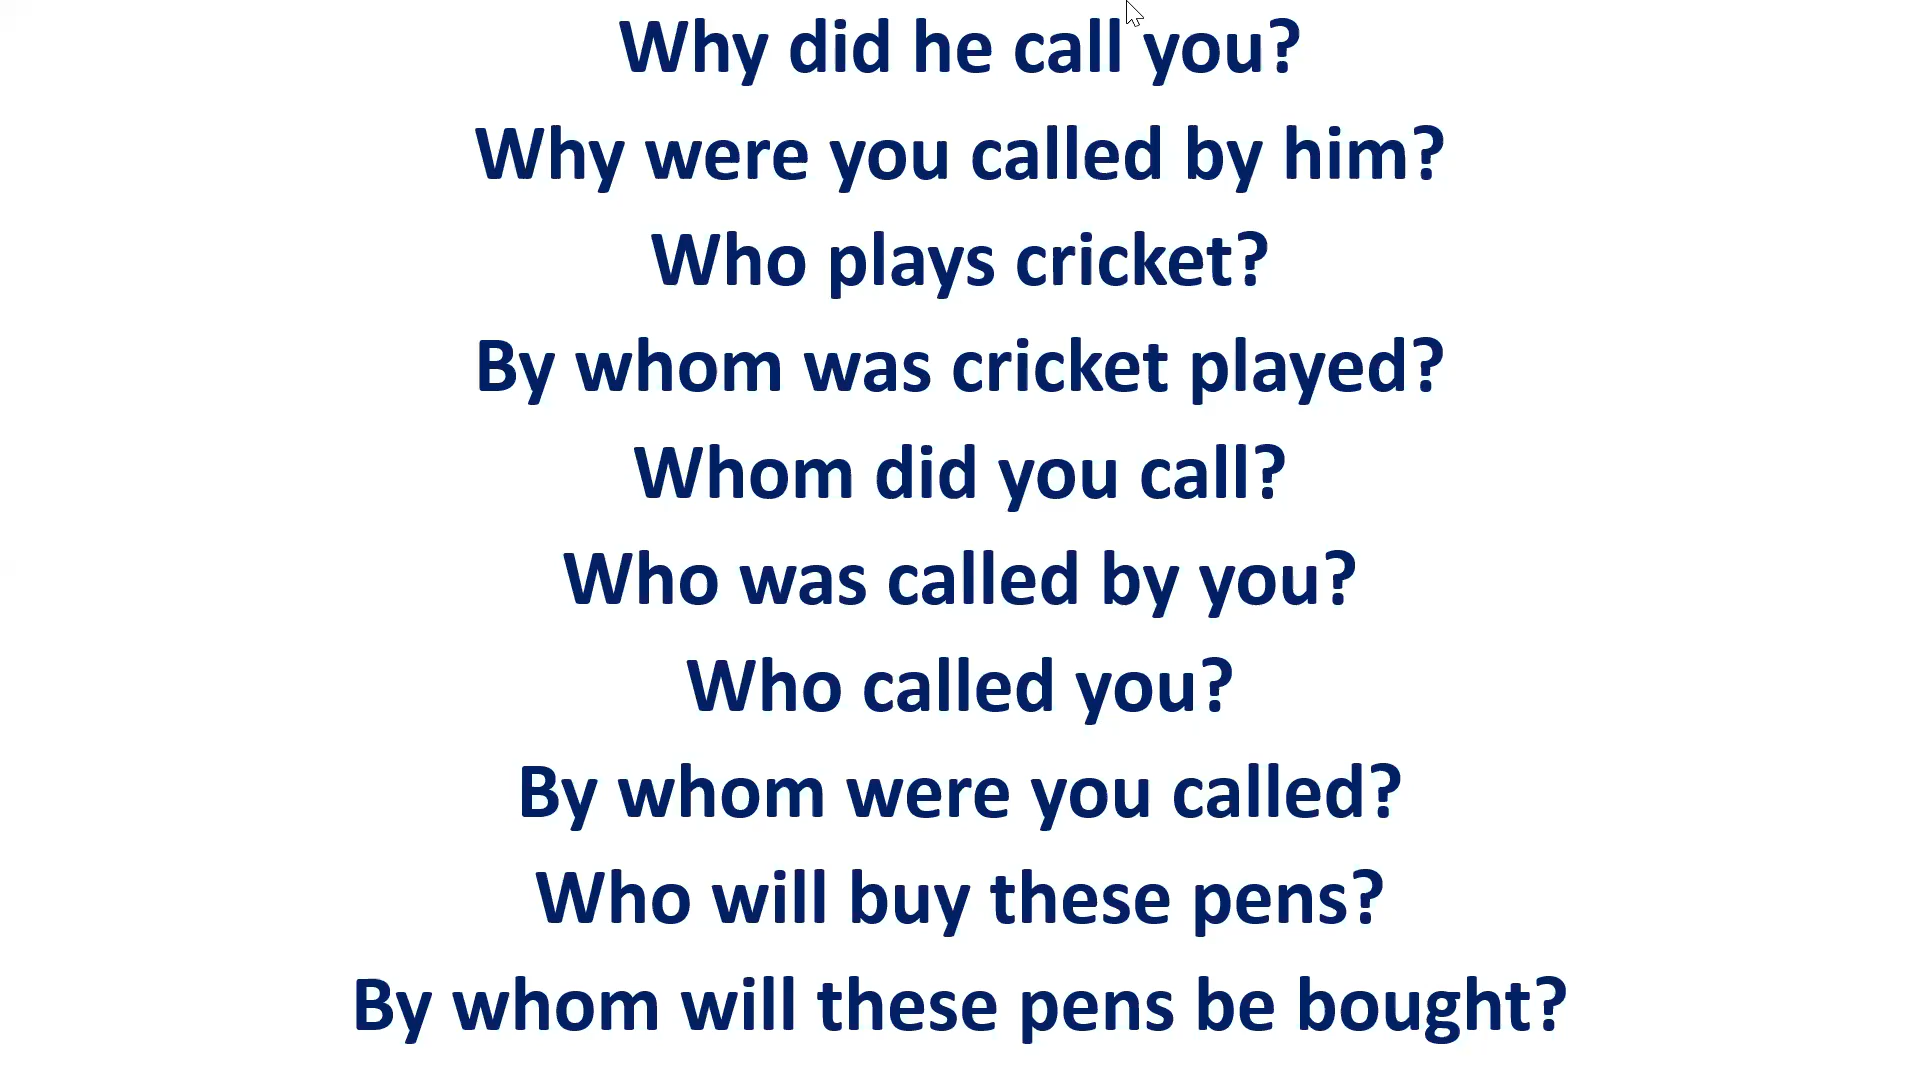 Why did he call you?
Why were you called by him?
Who plays cricket?
By whom was cricket played?
Whom did you call?
Who was called by you?
Who called you?
By whom were you called?
Who will buy these pens?
By whom will these pens be bought?